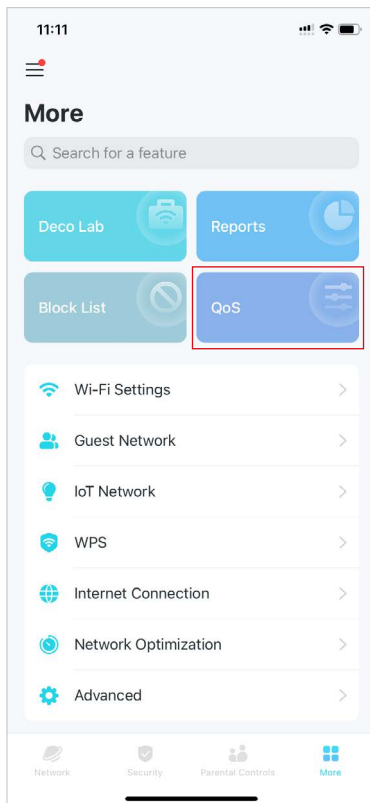 11:11
More
Search for a feature
Deco Lab
Reports
Block List
QoS
Wi-Fi Settings
Guest Network
IoT Network
WPS
Internet Connection
Network Optimization
Advanced
Network
Security
Parental Controls
More